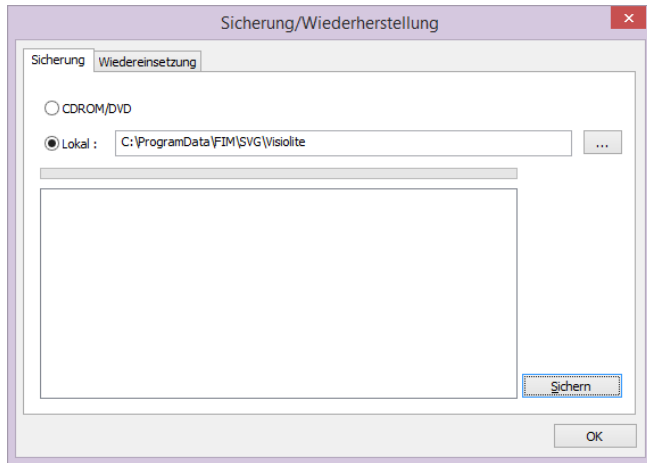 Sicherung/Wiederherstellung
x
Sicherung Wiedereinsetzung
CDROM/DVD
Lokal : C:\ProgramData\FIM\SVG\Visiolite ...
Sichern
OK